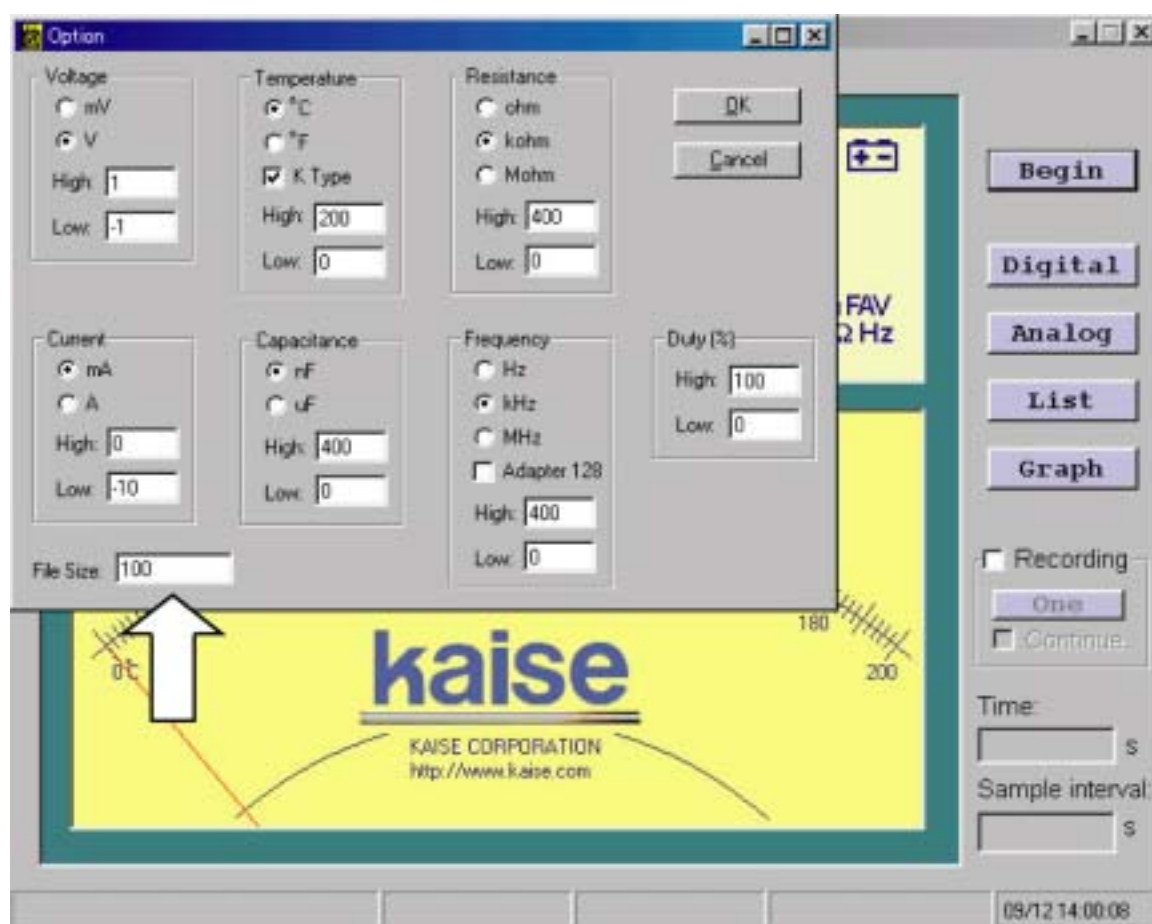 Option
Voltage
mV
V
High: 1
Low: -1
Temperature
°C
°F
K Type
High: 200
Low: 0
Resistance
ohm
kohm
Mohm
High: 400
Low: 0
OK
Cancel
Current
mA
A
High: 0
Low: -10
Capacitance
nF
uF
High: 400
Low: 0
Frequency
Hz
kHz
MHz
Adapter 128
High: 400
Low: 0
Duty (%)
High: 100
Low: 0
File Size: 100
FAV
Ω Hz
Begin
Digital
Analog
List
Graph
Recording
One
Continue
Time:
s
Sample interval:
s
180
200
kaise
KAISE CORPORATION
http://www.kaise.com
09/12 14:00:08